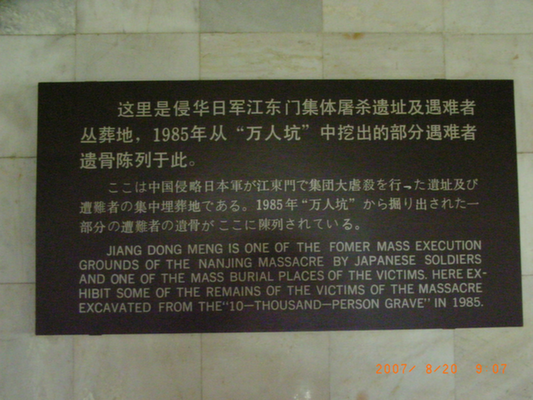 这里是侵华日军江东门集体屠杀遗址及遇难者
丛葬地，1985年从“万人坑”中挖出的部分遇难者
遗骨陈列于此。
ここは中国侵略日本軍が江東門で集団大虐殺を行った遺址及び
遭難者の集中埋葬地である。1985年“万人坑”から掘り出された一
部分の遭難者の遺骨がここに陳列されている。
JIANG DONG MENG IS ONE OF THE FOMER MASS EXECUTION
GROUNDS OF THE NANJING MASSACRE BY JAPANESE SOLDIERS
AND ONE OF THE MASS BURIAL PLACES OF THE VICTIMS. HERE EX-
HIBIT SOME OF THE REMAINS OF THE VICTIMS OF THE MASSACRE
EXCAVATED FROM THE“10—THOUSAND—PERSON GRAVE”IN 1985.
2007/ 8/20 9:07